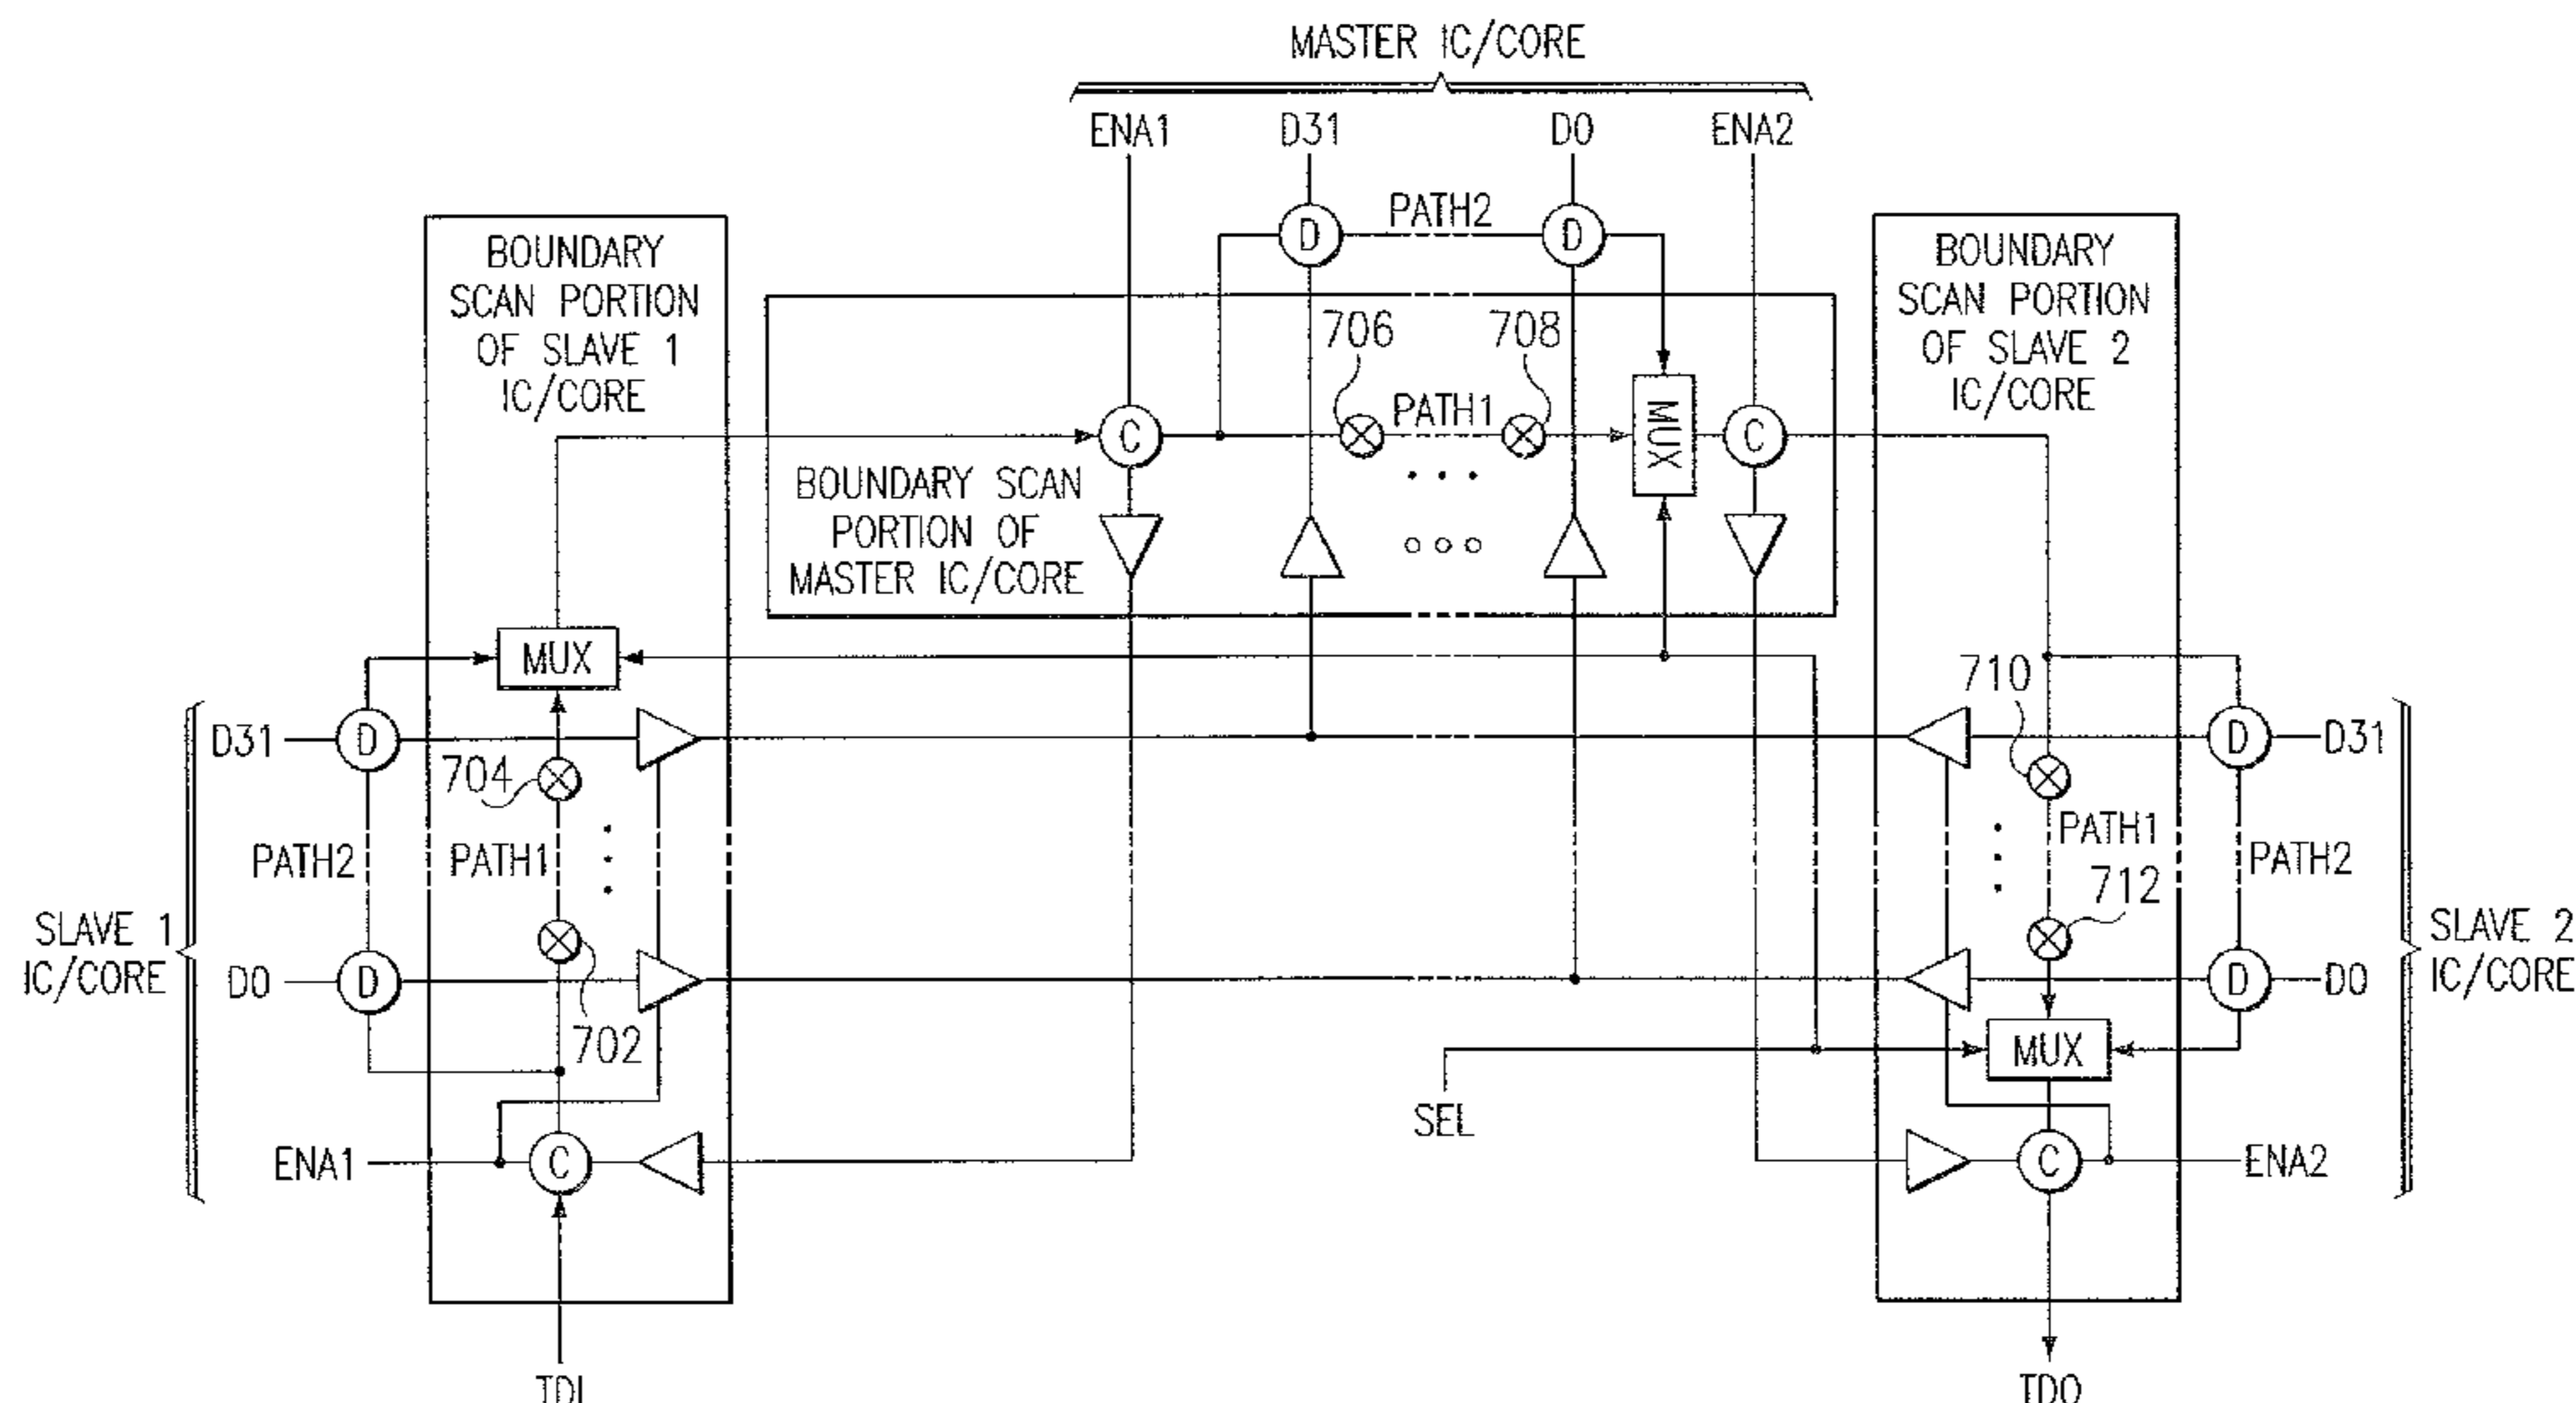 MASTER IC/CORE
ENA1
D31
D0
ENA2
PATH2
D
D
BOUNDARY
SCAN PORTION
OF SLAVE 1
IC/CORE
BOUNDARY
SCAN PORTION
OF SLAVE 2
IC/CORE
706
708
PATH1
C
MUX
C
BOUNDARY SCAN
PORTION OF
MASTER IC/CORE
MUX
710
D31
D
704
D
D31
PATH2
PATH1
PATH1
PATH2
712
SLAVE 1
IC/CORE
SLAVE 2
IC/CORE
D0
D
702
D
D0
MUX
SEL
ENA1
C
C
ENA2
TDI
TDO